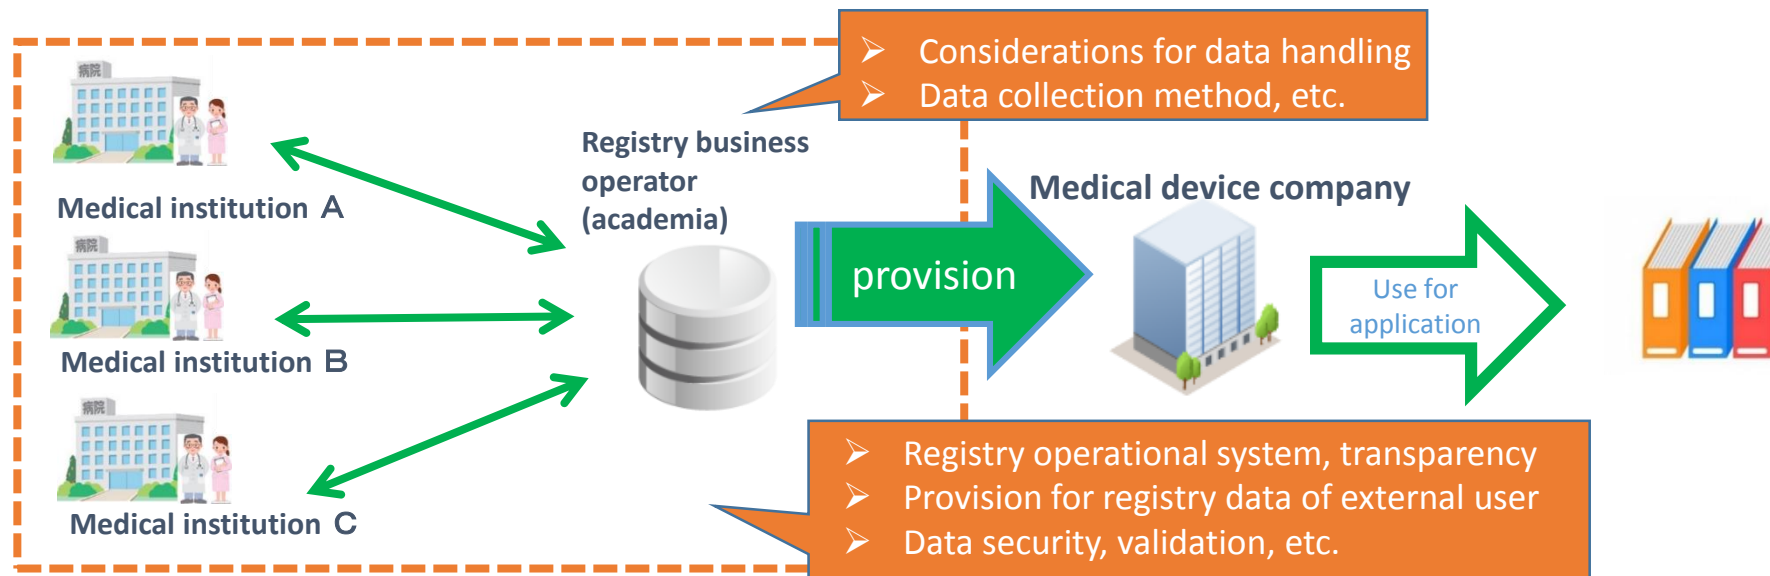 病院
Medical institution A
病院
Medical institution B
病院
Medical institution C
Registry business
operator
(academia)
➢ Considerations for data handling
➢ Data collection method, etc.
provision
Medical device company
Use for
application
➢ Registry operational system, transparency
➢ Provision for registry data of external user
➢ Data security, validation, etc.